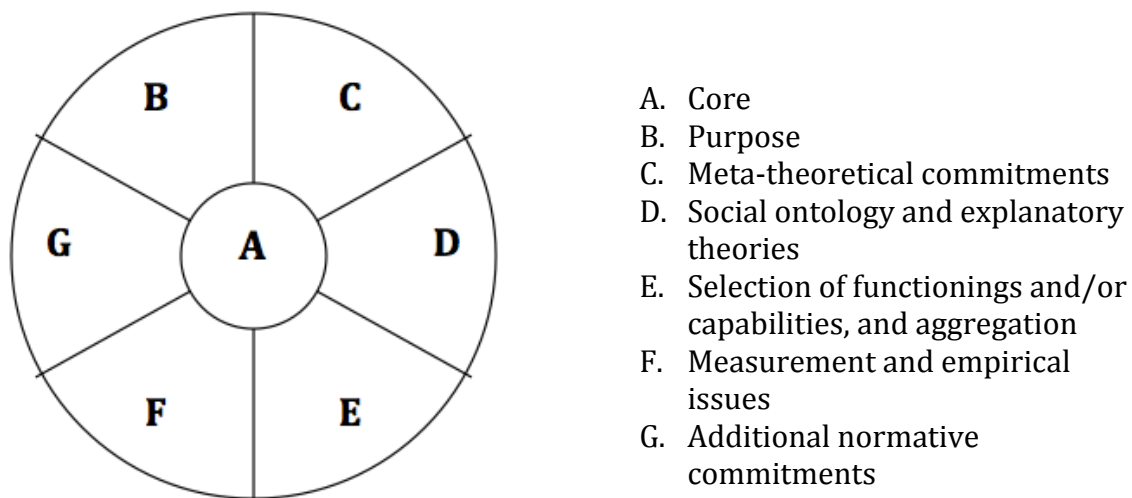 B
C
G
A
D
F
E
A. Core
B. Purpose
C. Meta-theoretical commitments
D. Social ontology and explanatory
theories
E. Selection of functionings and/or
capabilities, and aggregation
F. Measurement and empirical
issues
G. Additional normative
commitments